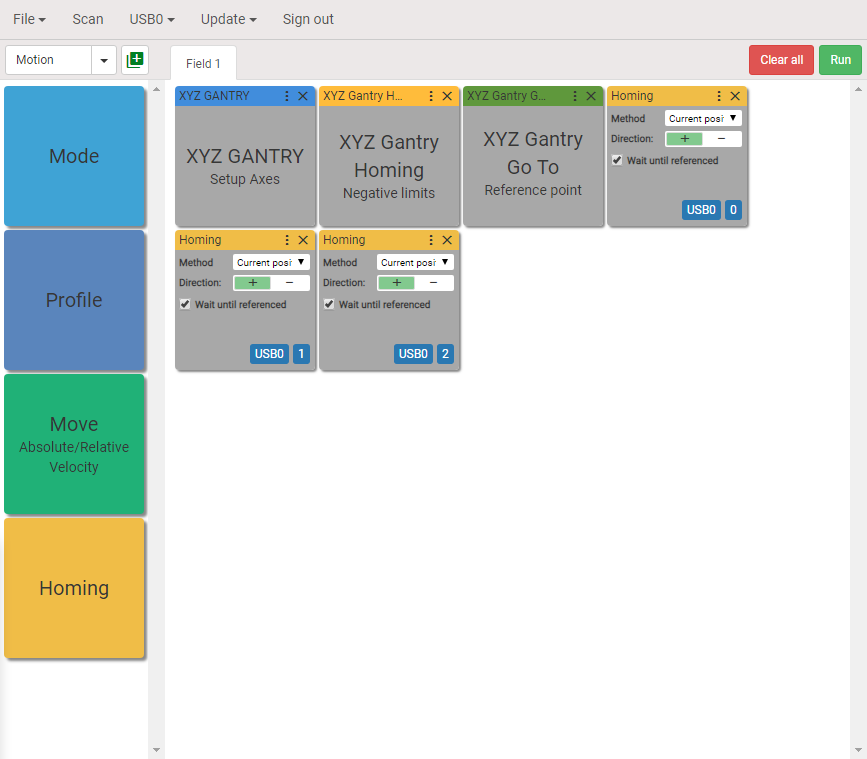 File Scan USB0 Update Sign out
Motion Field 1 Clear all Run
Mode
Profile
Move
Absolute/Relative
Velocity
Homing
XYZ GANTRY
XYZ GANTRY
Setup Axes
XYZ Gantry H...
XYZ Gantry
Homing
Negative limits
XYZ Gantry G...
XYZ Gantry
Go To
Reference point
Homing
Method Current posi
Direction: + −
Wait until referenced
USB0 0
Homing
Method Current posi
Direction: + −
Wait until referenced
USB0 1
Homing
Method Current posi
Direction: + −
Wait until referenced
USB0 2